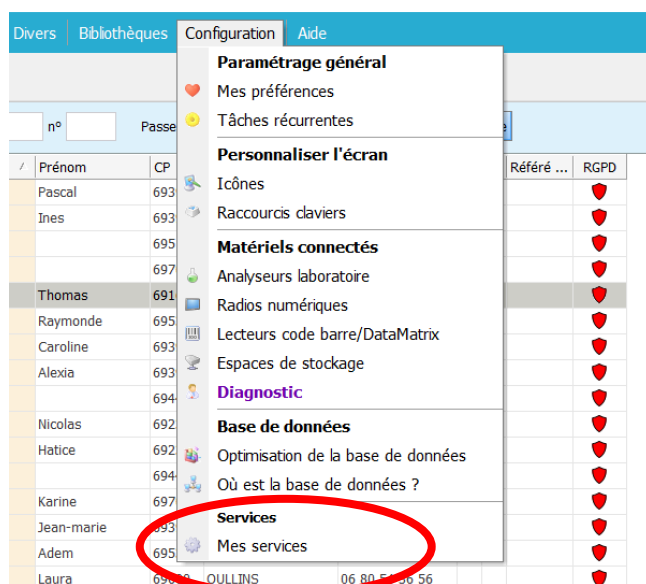 Divers Bibliothèques Configuration Aide
Paramétrage général
Mes préférences
n° Passe Tâches récurrentes
Personnaliser l'écran
Prénom CP Référé ... RGPD
Icônes
Pascal 693
Raccourcis claviers
Ines 693
695 Matériels connectés
697 Analyseurs laboratoire
Thomas 691 Radios numériques
Raymonde 695
Lecteurs code barre/DataMatrix
Caroline 693
Espaces de stockage
Alexia 693
694 Diagnostic
Nicolas 692 Base de données
Hatice 692 Optimisation de la base de données
694 Où est la base de données ?
Karine 697
Services
Jean-marie 693
Adem 695 Mes services
Laura OULLINS